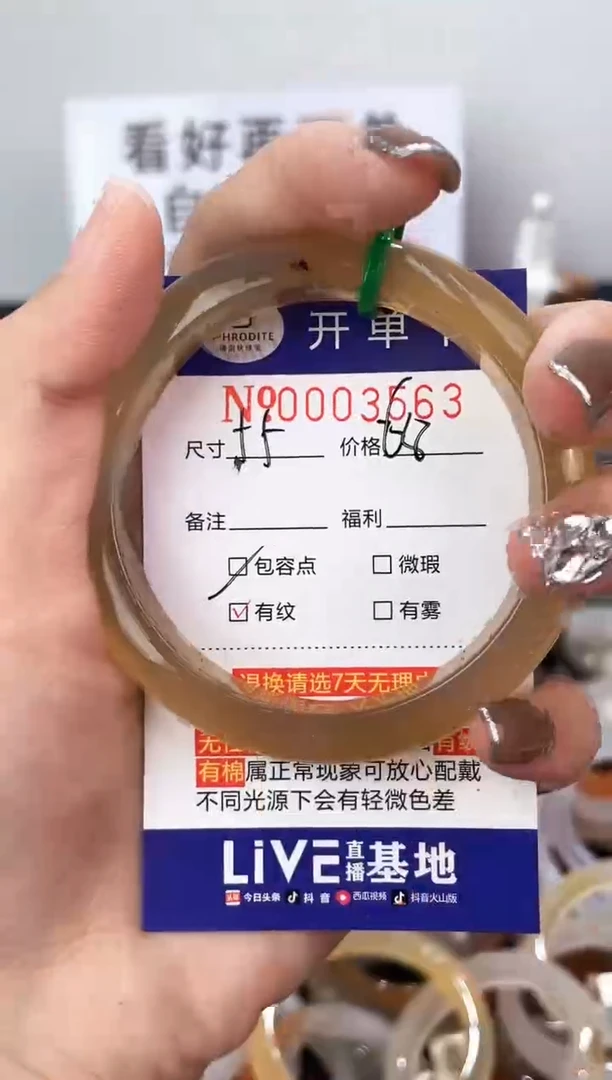 看好再
自
PHRODITE
开单
№0003563
尺寸 55 价格
备注 福利
包容点 微瑕
有纹 有雾
退换请选7天无理
有棉属正常现象可放心配戴
不同光源下会有轻微色差
LiVE直播基地
今日头条 抖音 西瓜视频 抖音火山版